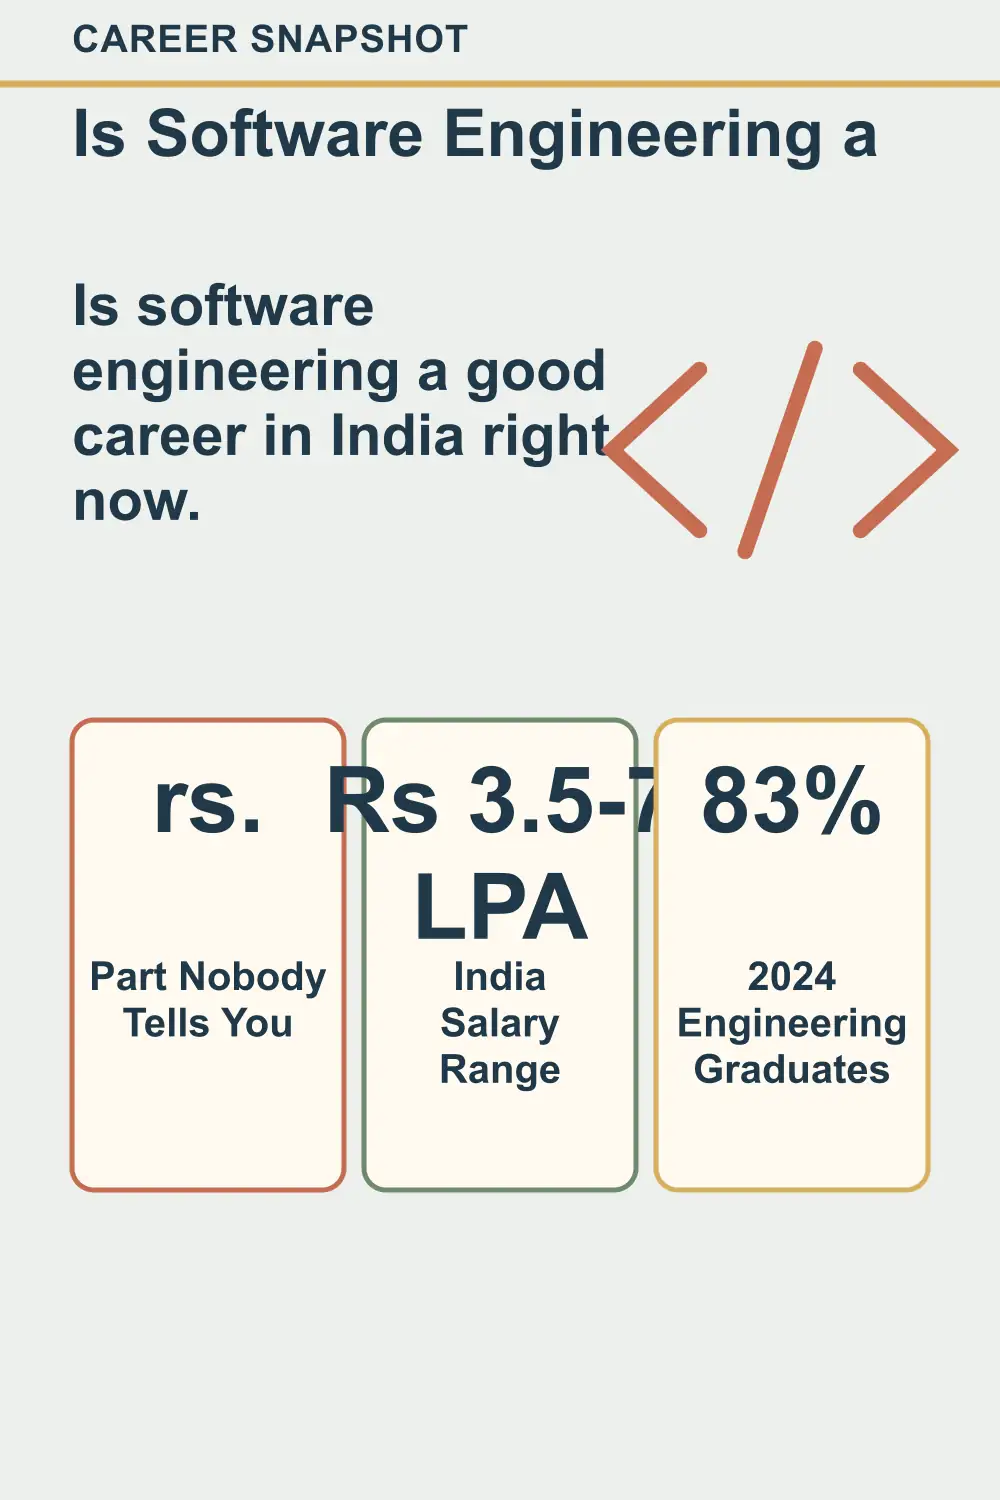 CAREER SNAPSHOT
Is Software Engineering a
Is software
engineering a good
career in India right
now.
rs.
Part Nobody
Tells You
Rs 3.5-7
LPA
India
Salary
Range
83%
2024
Engineering
Graduates